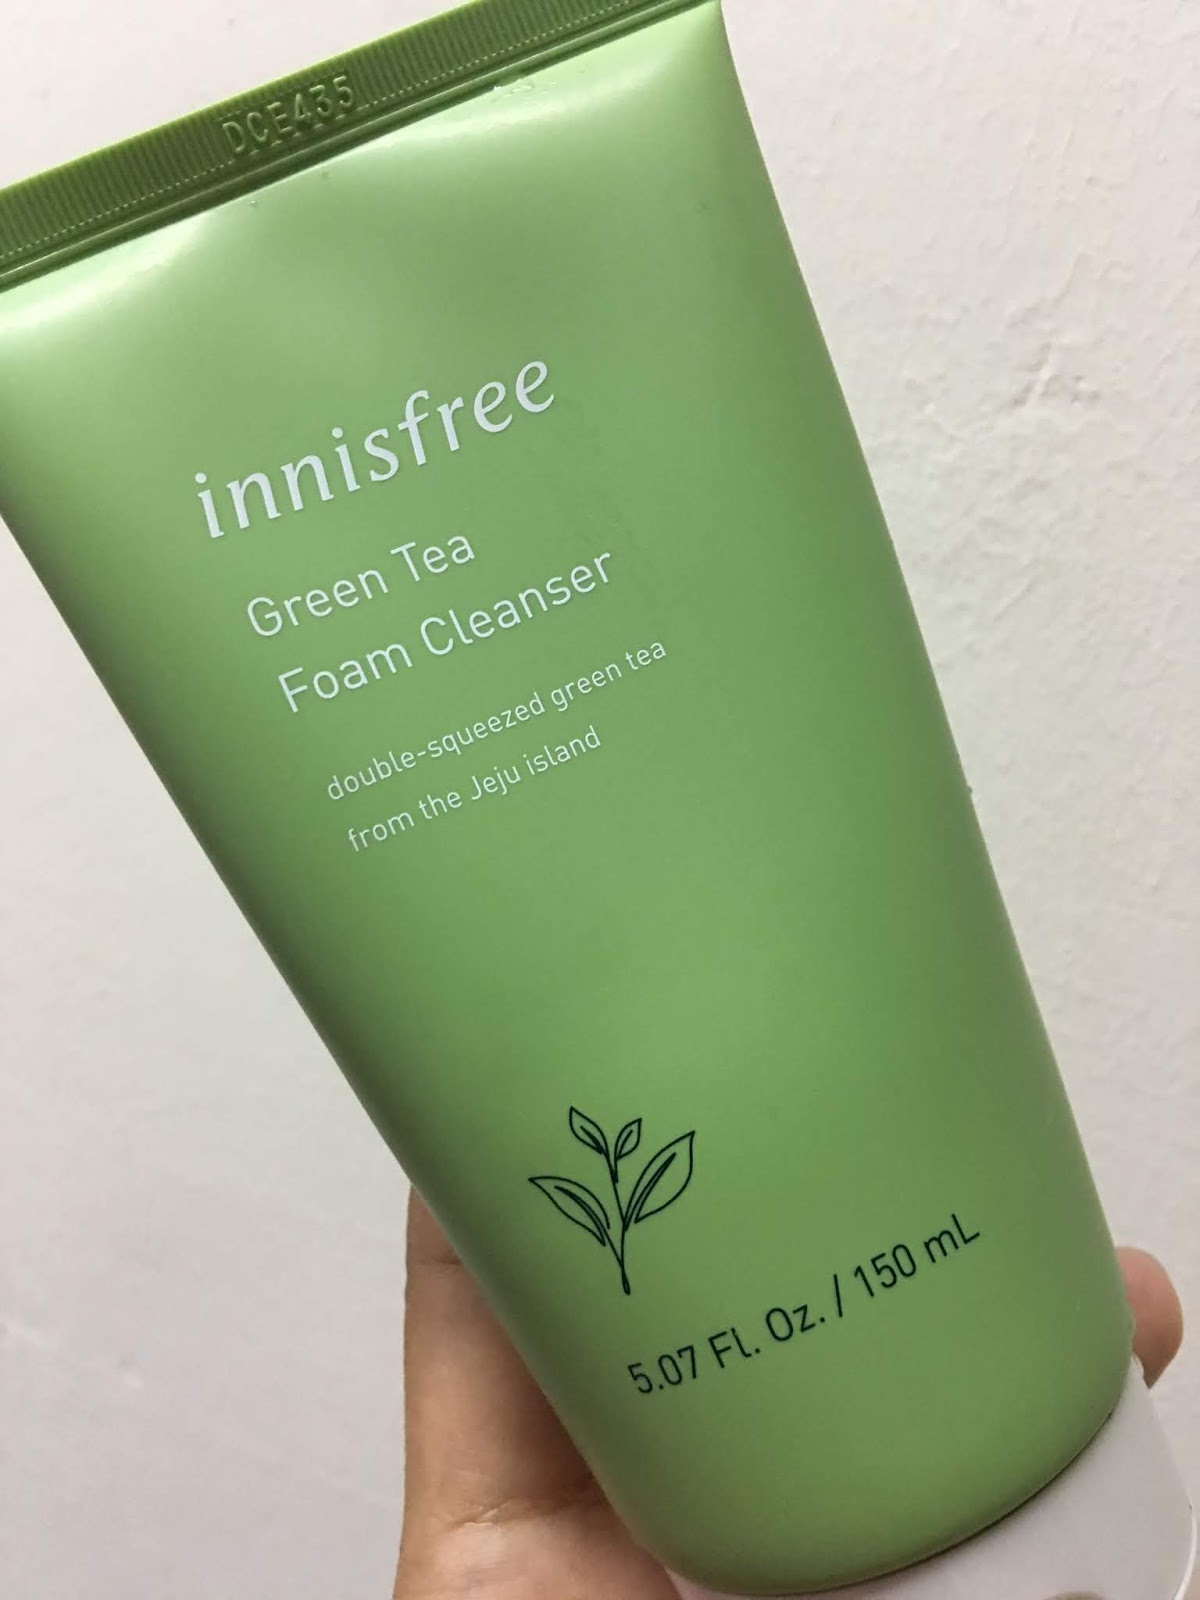 DCE435
innisfree
Green Tea
Foam Cleanser
double-squeezed green tea
from the Jeju island
5.07 Fl. Oz. / 150 mL